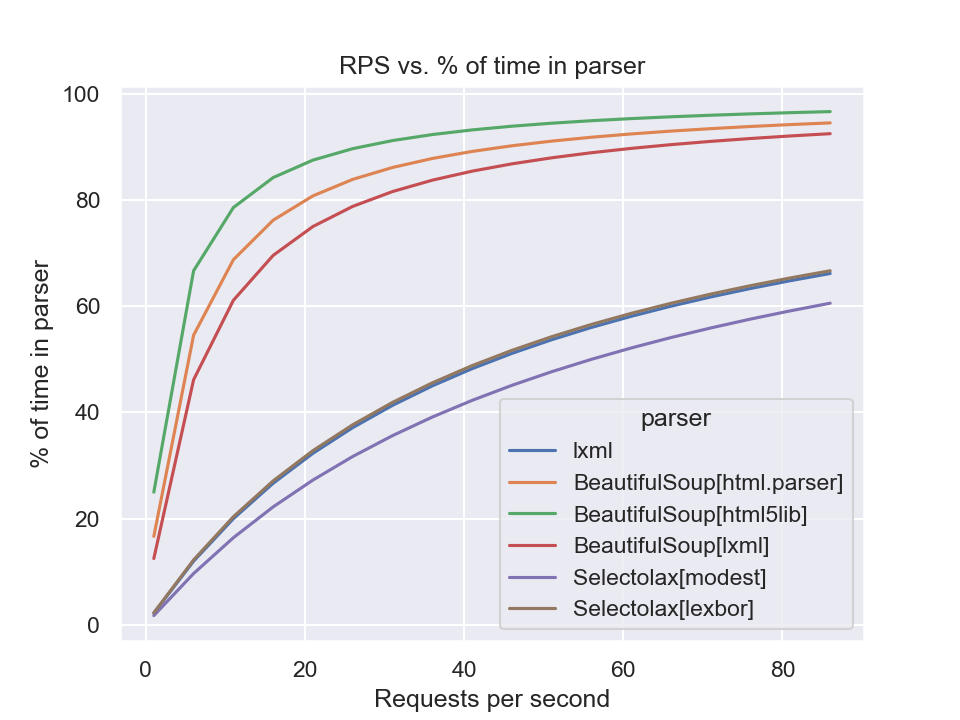 RPS vs. % of time in parser
100
80
60
40
20
0
% of time in parser
0 20 40 60 80
Requests per second
parser
lxml
BeautifulSoup[html.parser]
BeautifulSoup[html5lib]
BeautifulSoup[lxml]
Selectolax[modest]
Selectolax[lexbor]